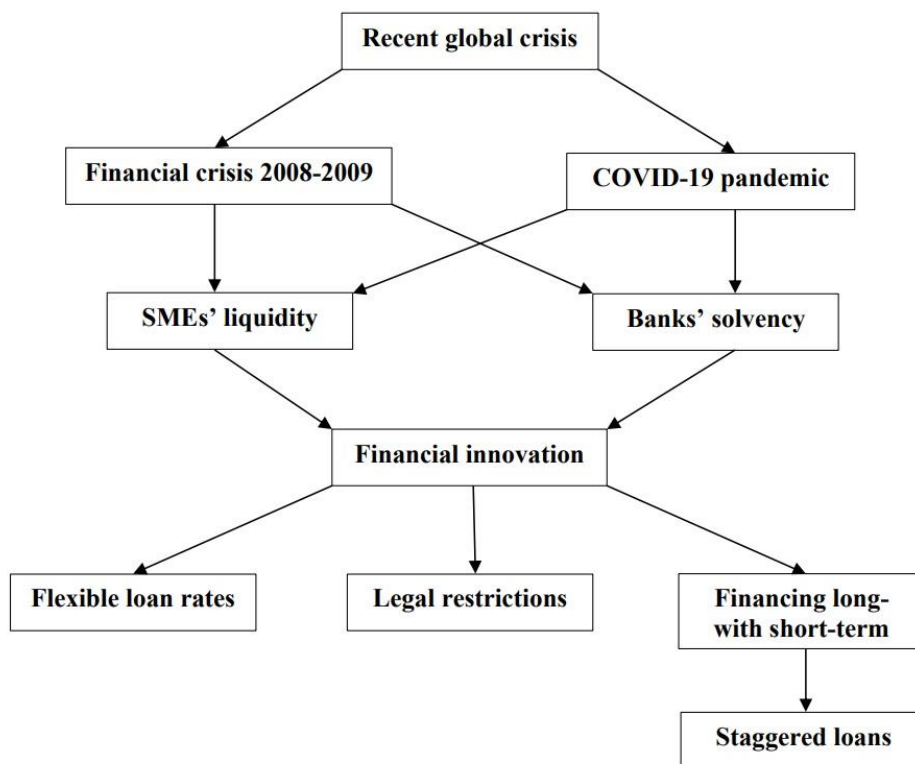 Recent global crisis
Financial crisis 2008-2009
COVID-19 pandemic
SMEs’ liquidity
Banks’ solvency
Financial innovation
Flexible loan rates
Legal restrictions
Financing long-
with short-term
Staggered loans